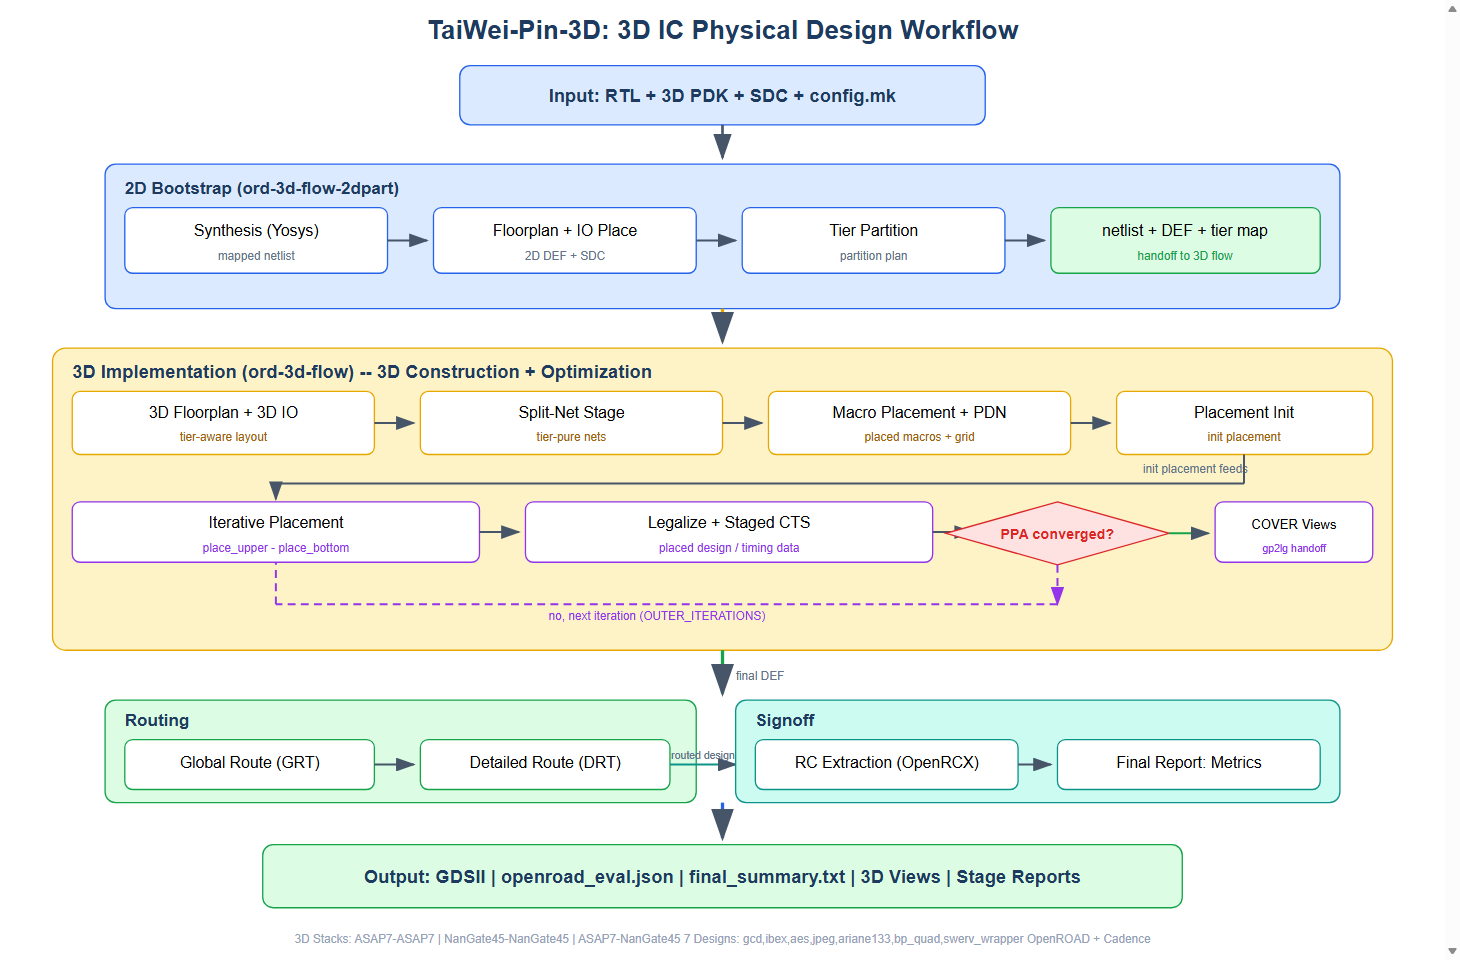 TaiWei-Pin-3D: 3D IC Physical Design Workflow
Input: RTL + 3D PDK + SDC + config.mk
2D Bootstrap (ord-3d-flow-2dpart)
Synthesis (Yosys)
mapped netlist
Floorplan + IO Place
2D DEF + SDC
Tier Partition
partition plan
netlist + DEF + tier map
handoff to 3D flow
3D Implementation (ord-3d-flow) -- 3D Construction + Optimization
3D Floorplan + 3D IO
tier-aware layout
Split-Net Stage
tier-pure nets
Macro Placement + PDN
placed macros + grid
Placement Init
init placement
init placement feeds
Iterative Placement
place_upper - place_bottom
Legalize + Staged CTS
placed design / timing data
PPA converged?
COVER Views
gp2lg handoff
no, next iteration (OUTER_ITERATIONS)
final DEF
Routing
Global Route (GRT)
Detailed Route (DRT)
routed design
Signoff
RC Extraction (OpenRCX)
Final Report: Metrics
Output: GDSII | openroad_eval.json | final_summary.txt | 3D Views | Stage Reports
3D Stacks: ASAP7-ASAP7 | NanGate45-NanGate45 | ASAP7-NanGate45 7 Designs: gcd,ibex,aes,jpeg,ariane133,bp_quad,swerv_wrapper OpenROAD + Cadence